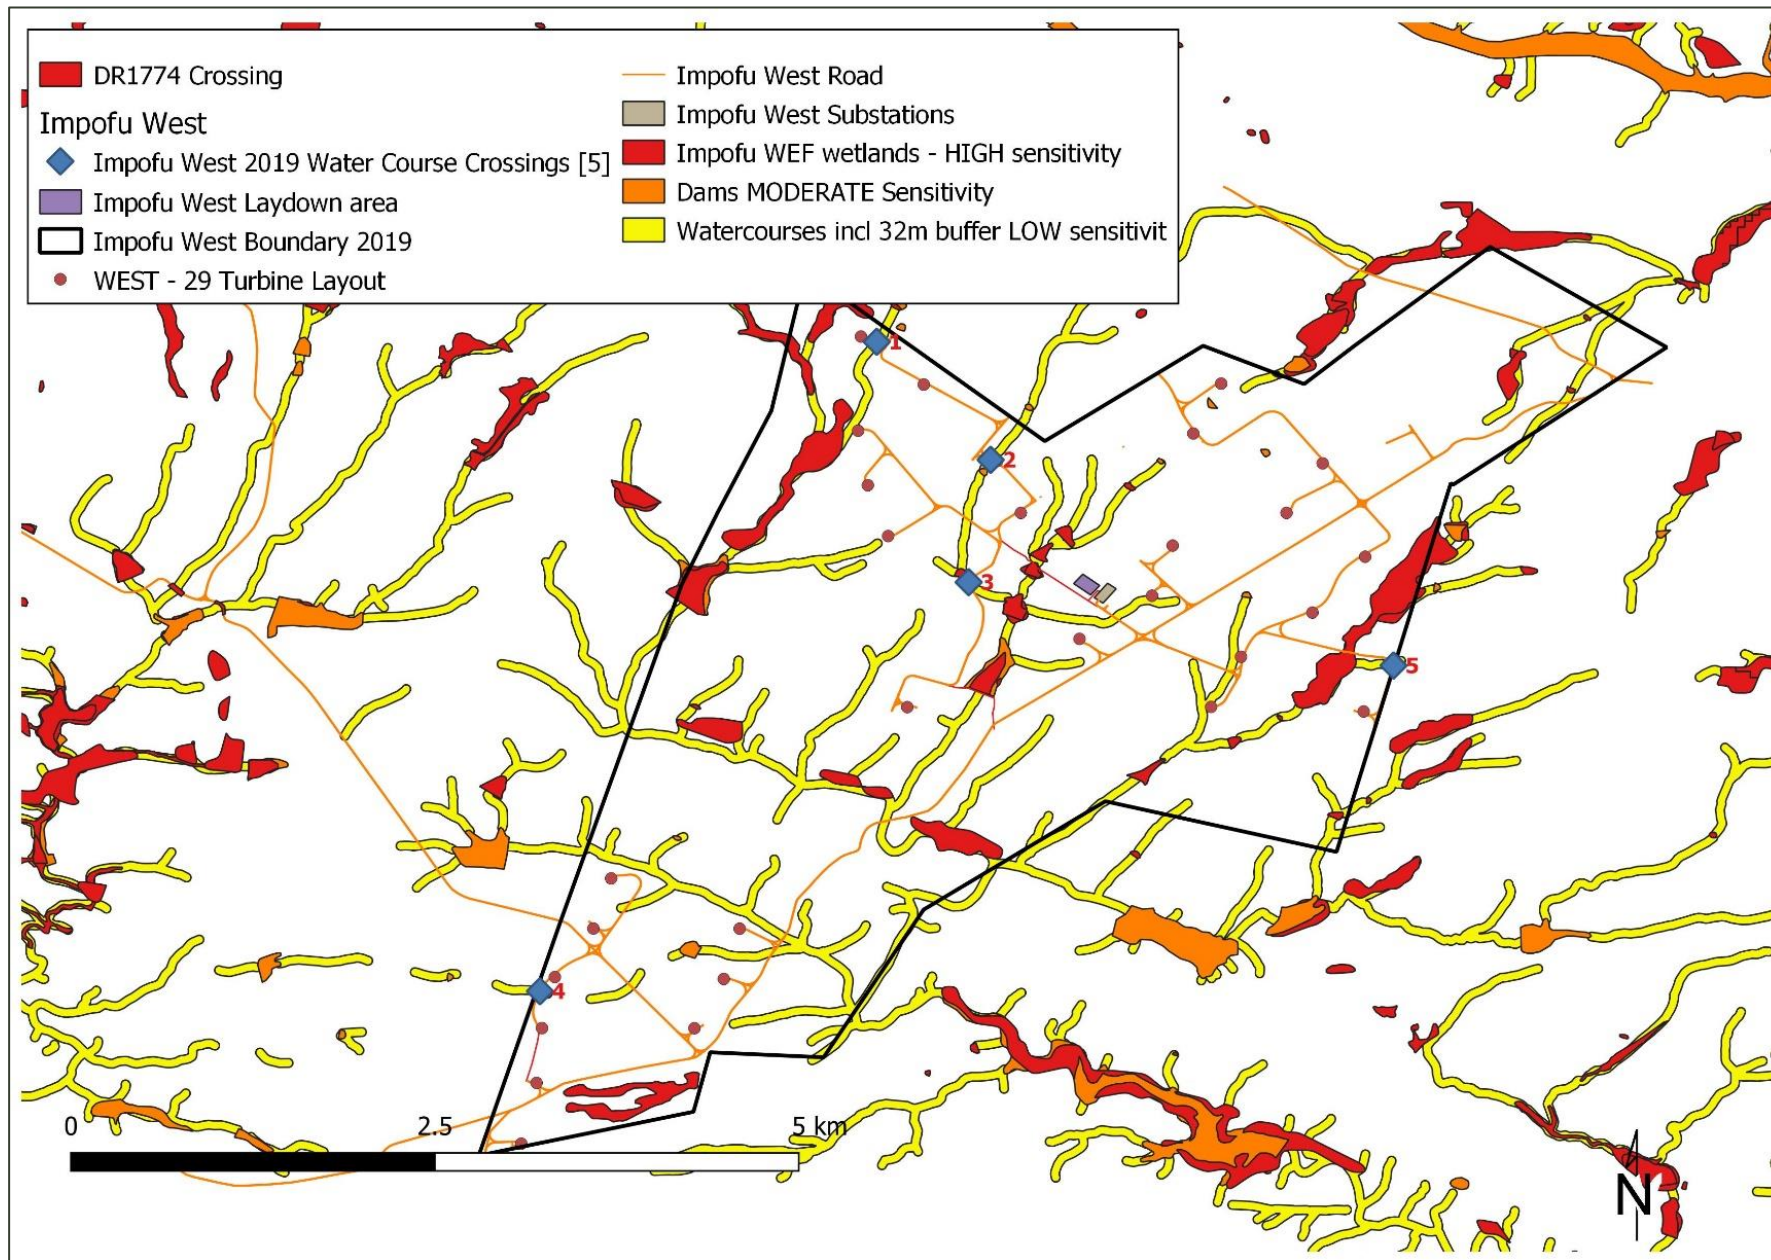 DR1774 Crossing
Impofu West
Impofu West 2019 Water Course Crossings [5]
Impofu West Laydown area
Impofu West Boundary 2019
WEST - 29 Turbine Layout
Impofu West Road
Impofu West Substations
Impofu WEF wetlands - HIGH sensitivity
Dams MODERATE Sensitivity
Watercourses incl 32m buffer LOW sensitivit
1
2
3
5
4
0
2.5
5 km
N